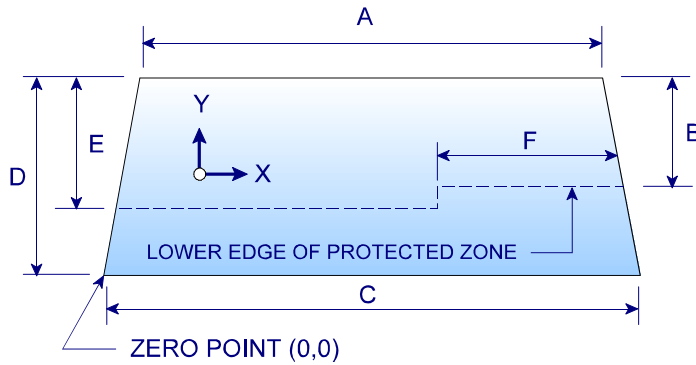 A
Y
E
B
F
X
D
LOWER EDGE OF PROTECTED ZONE
C
ZERO POINT (0,0)